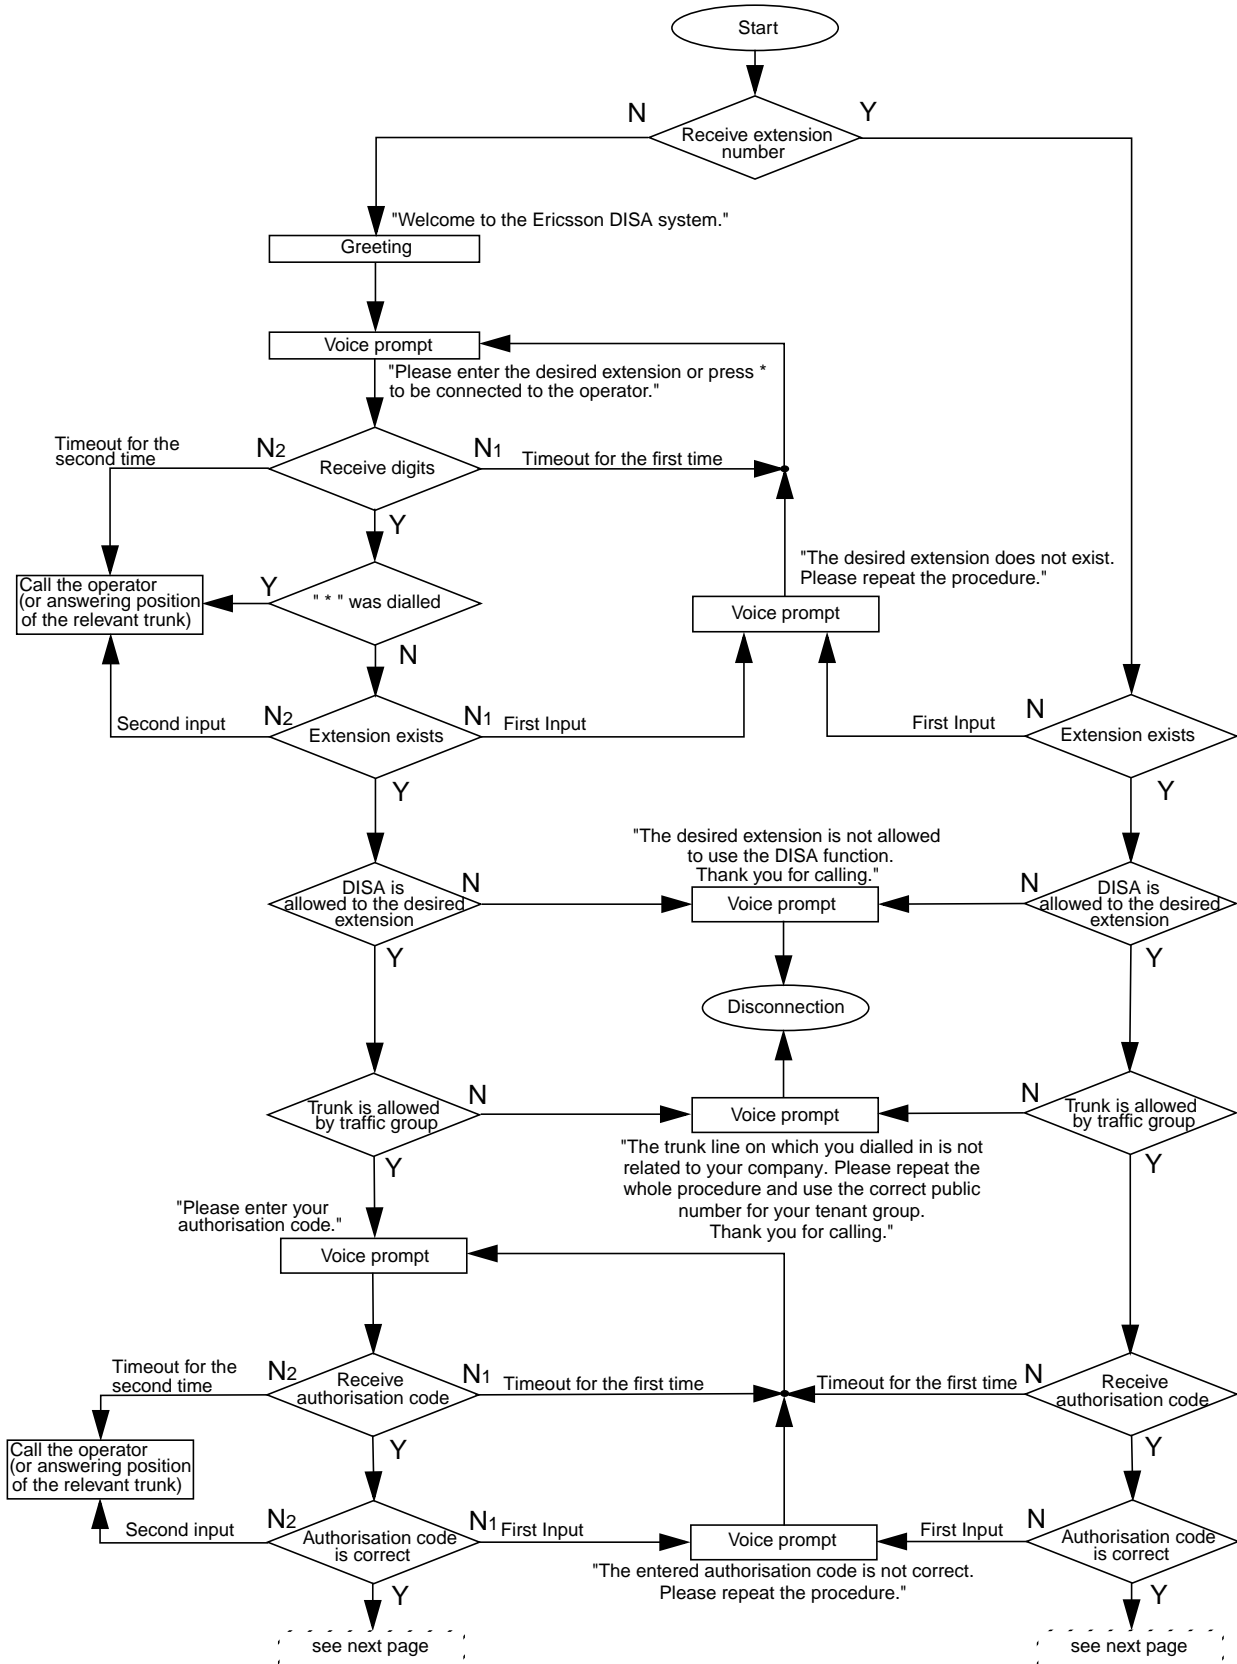 Start
N
Y
Receive extension
number
"Welcome to the Ericsson DISA system."
Greeting
Voice prompt
"Please enter the desired extension or press *
to be connected to the operator."
Timeout for the
second time
N2
Receive digits
N1
Timeout for the first time
Y
"The desired extension does not exist.
Please repeat the procedure."
Call the operator
(or answering position
of the relevant trunk)
Y
" * " was dialled
Voice prompt
N
Second input
N2
Extension exists
N1
First Input
First Input
N
Extension exists
Y
Y
"The desired extension is not allowed
to use the DISA function.
Thank you for calling."
DISA is
allowed to the desired
extension
N
Voice prompt
N
DISA is
allowed to the desired
extension
Y
Y
Disconnection
Trunk is allowed
by traffic group
N
Voice prompt
N
Trunk is allowed
by traffic group
Y
Y
"The trunk line on which you dialled in is not
related to your company. Please repeat the
whole procedure and use the correct public
number for your tenant group.
Thank you for calling."
"Please enter your
authorisation code."
Voice prompt
Timeout for the
second time
N2
Receive
authorisation code
N1
Timeout for the first time
Timeout for the first time
N
Receive
authorisation code
Y
Y
Call the operator
(or answering position
of the relevant trunk)
Second input
N2
Authorisation code
is correct
N1
First Input
Voice prompt
First Input
N
Authorisation code
is correct
"The entered authorisation code is not correct.
Please repeat the procedure."
Y
Y
see next page
see next page